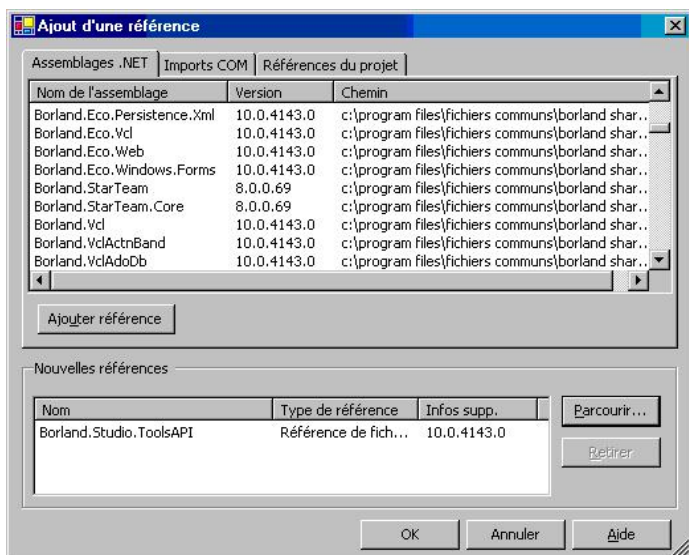 Ajout d'une référence
Assemblages .NET Imports COM Références du projet
Nom de l'assemblage Version Chemin
Borland.Eco.Persistence.Xml 10.0.4143.0 c:\program files\fichiers communs\borland shar..
Borland.Eco.Vcl 10.0.4143.0 c:\program files\fichiers communs\borland shar..
Borland.Eco.Web 10.0.4143.0 c:\program files\fichiers communs\borland shar..
Borland.Eco.Windows.Forms 10.0.4143.0 c:\program files\fichiers communs\borland shar..
Borland.StarTeam 8.0.0.69 c:\program files\fichiers communs\borland shar..
Borland.StarTeam.Core 8.0.0.69 c:\program files\fichiers communs\borland shar..
Borland.Vcl 10.0.4143.0 c:\program files\fichiers communs\borland shar..
Borland.VclActnBand 10.0.4143.0 c:\program files\fichiers communs\borland shar..
Borland.VclAdoDb 10.0.4143.0 c:\program files\fichiers communs\borland shar..
Ajouter référence
Nouvelles références
Nom Type de référence Infos supp.
Borland.Studio.ToolsAPI Référence de fich... 10.0.4143.0
Parcourir...
Retirer
OK Annuler Aide